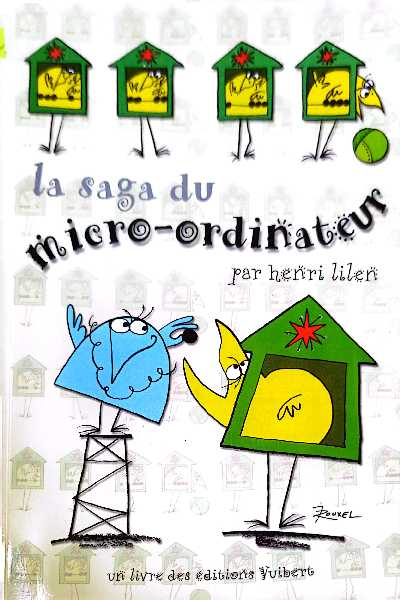 la saga du
micro-ordinateur
par henri lilen
ROUXEL
un livre des éditions Vuibert